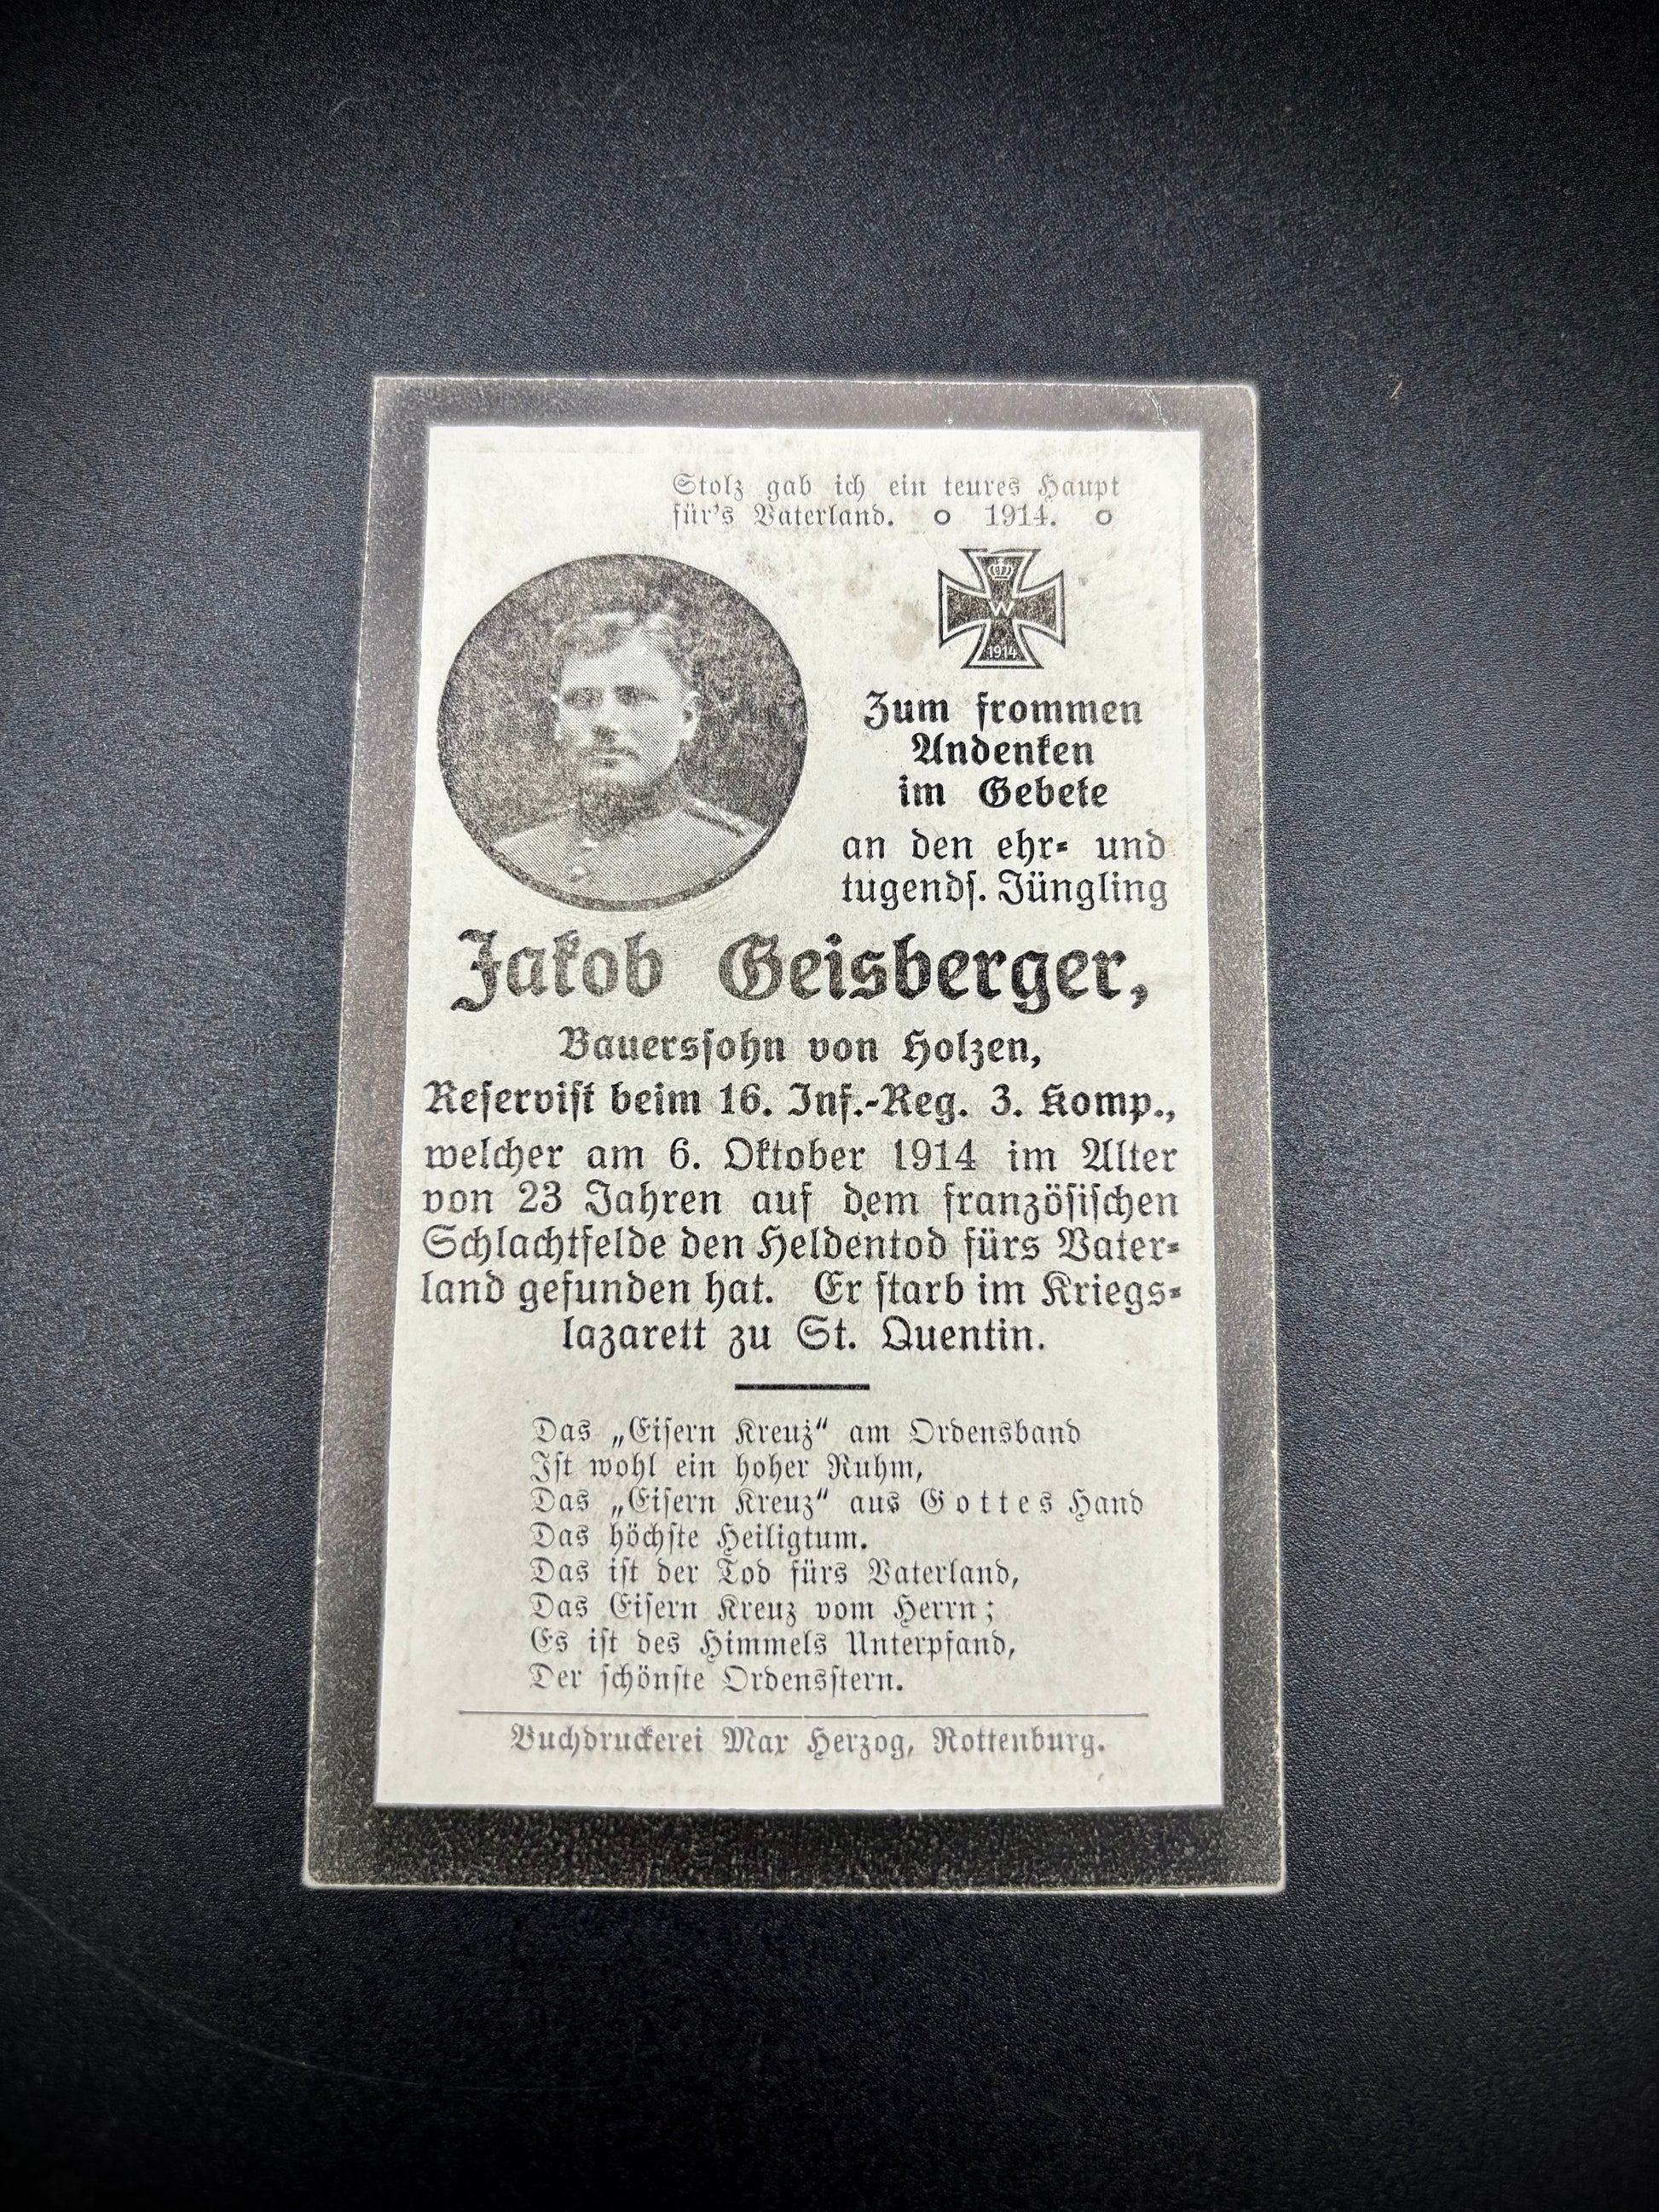 Stolz gab ich ein teures Haupt
für's Vaterland. o 1914. o
W
1914
Zum frommen
Andenken
im Gebete
an den ehr- und
tugends. Jüngling
Jakob Geisberger,
Bauerssohn von Holzen,
Reservist beim 16. Inf.-Reg. 3. Komp.,
welcher am 6. Oktober 1914 im Alter
von 23 Jahren auf dem französischen
Schlachtfelde den Heldentod fürs Vater-
land gefunden hat. Er starb im Kriegs-
lazarett zu St. Quentin.
Das „Eisern Kreuz“ am Ordensband
Ist wohl ein hoher Ruhm,
Das „Eisern Kreuz“ aus Gottes Hand
Das höchste Heiligtum.
Das ist der Tod fürs Vaterland,
Das Eisern Kreuz vom Herrn;
Es ist des Himmels Unterpfand,
Der schönste Ordensstern.
Buchdruckerei Max Herzog, Rottenburg.